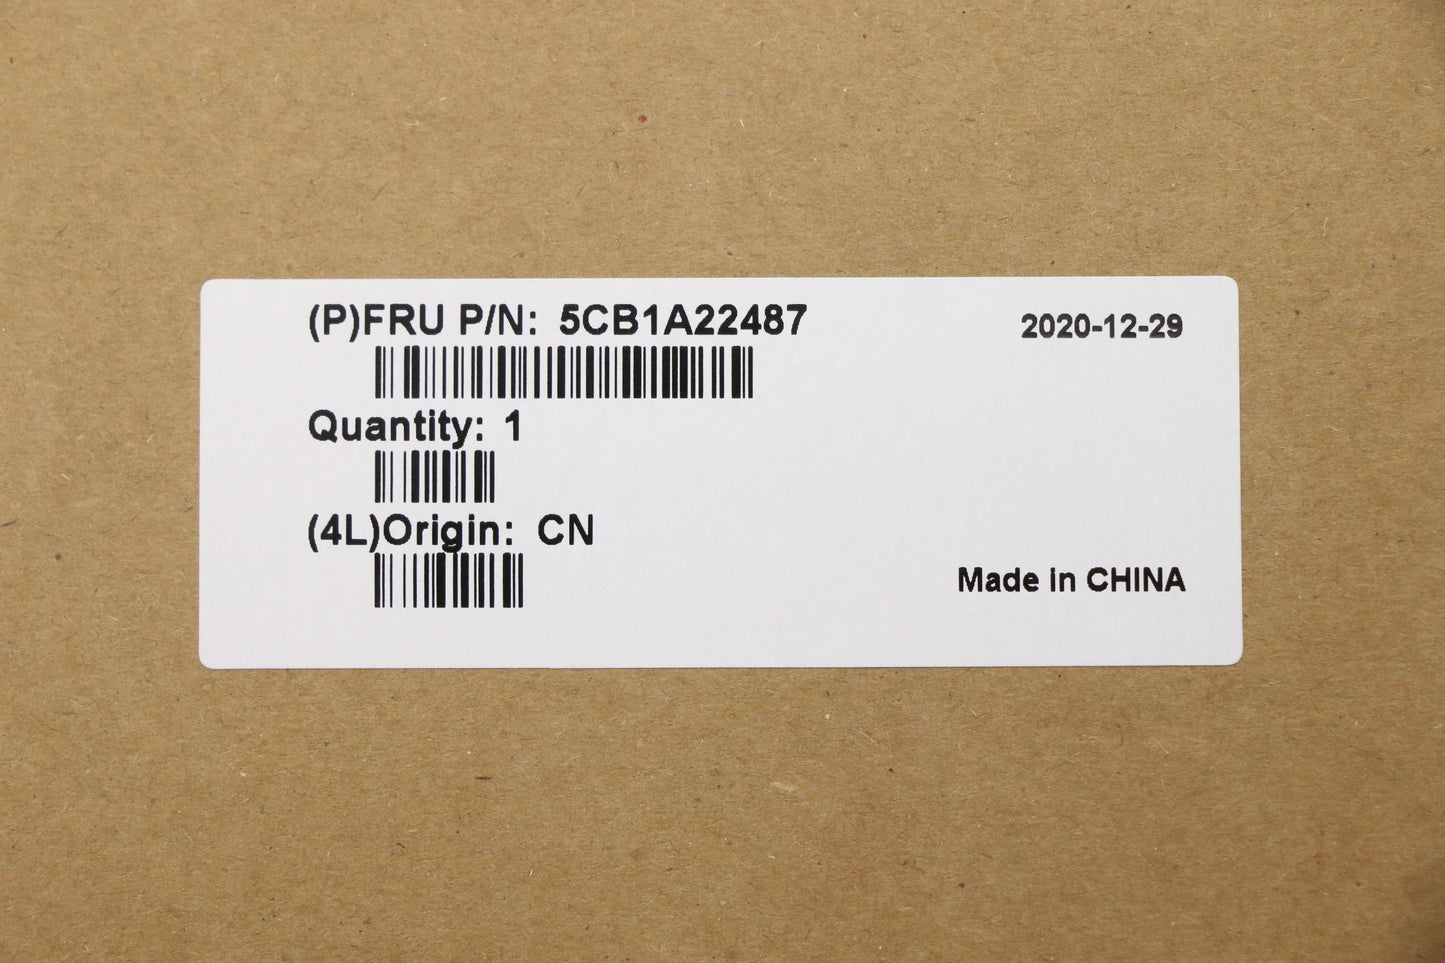 (P)FRU P/N: 5CB1A22487
2020-12-29
Quantity: 1
(4L)Origin: CN
Made in CHINA